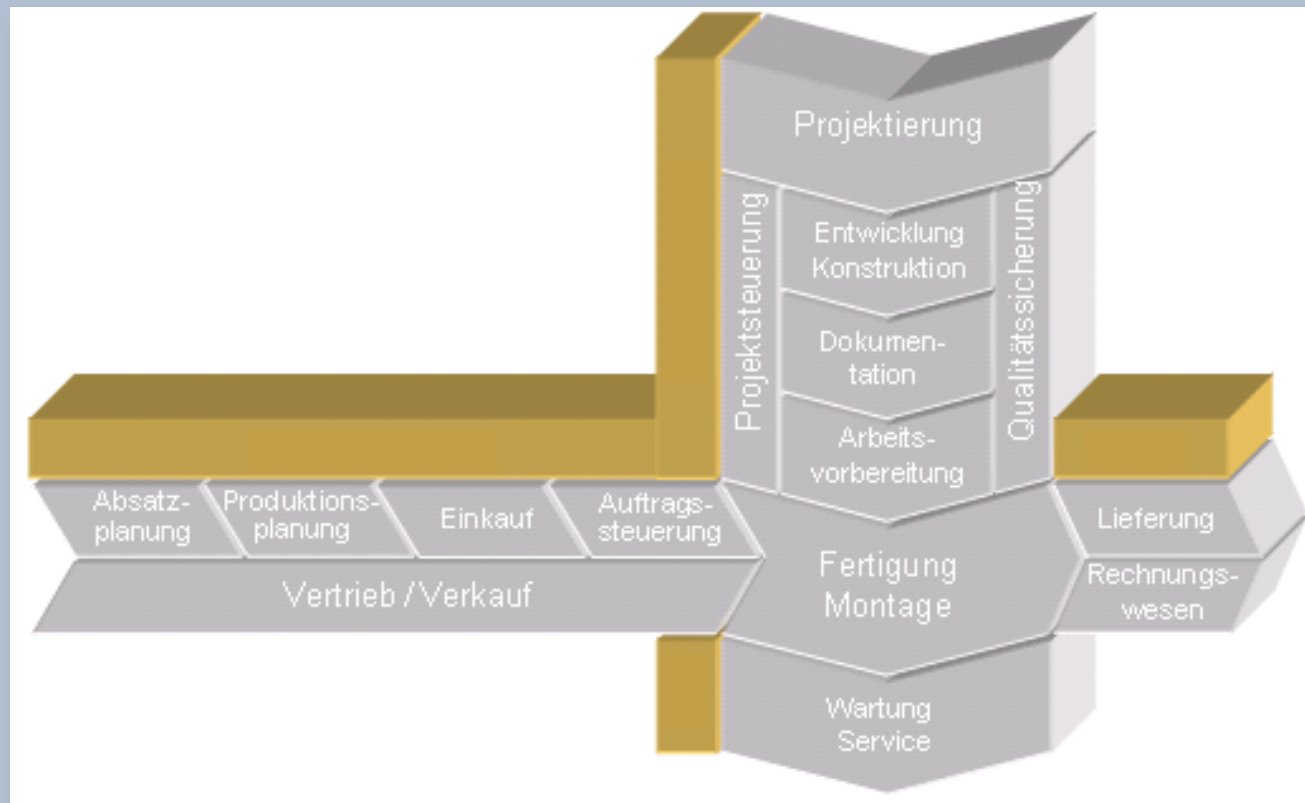 Projektierung
Projektsteuerung
Entwicklung
Konstruktion
Qualitätssicherung
Dokumen-
tation
Arbeits-
vorbereitung
Absatz-
planung
Produktions-
planung
Einkauf
Auftrags-
steuerung
Vertrieb / Verkauf
Fertigung
Montage
Lieferung
Rechnungs-
wesen
Wartung
Service